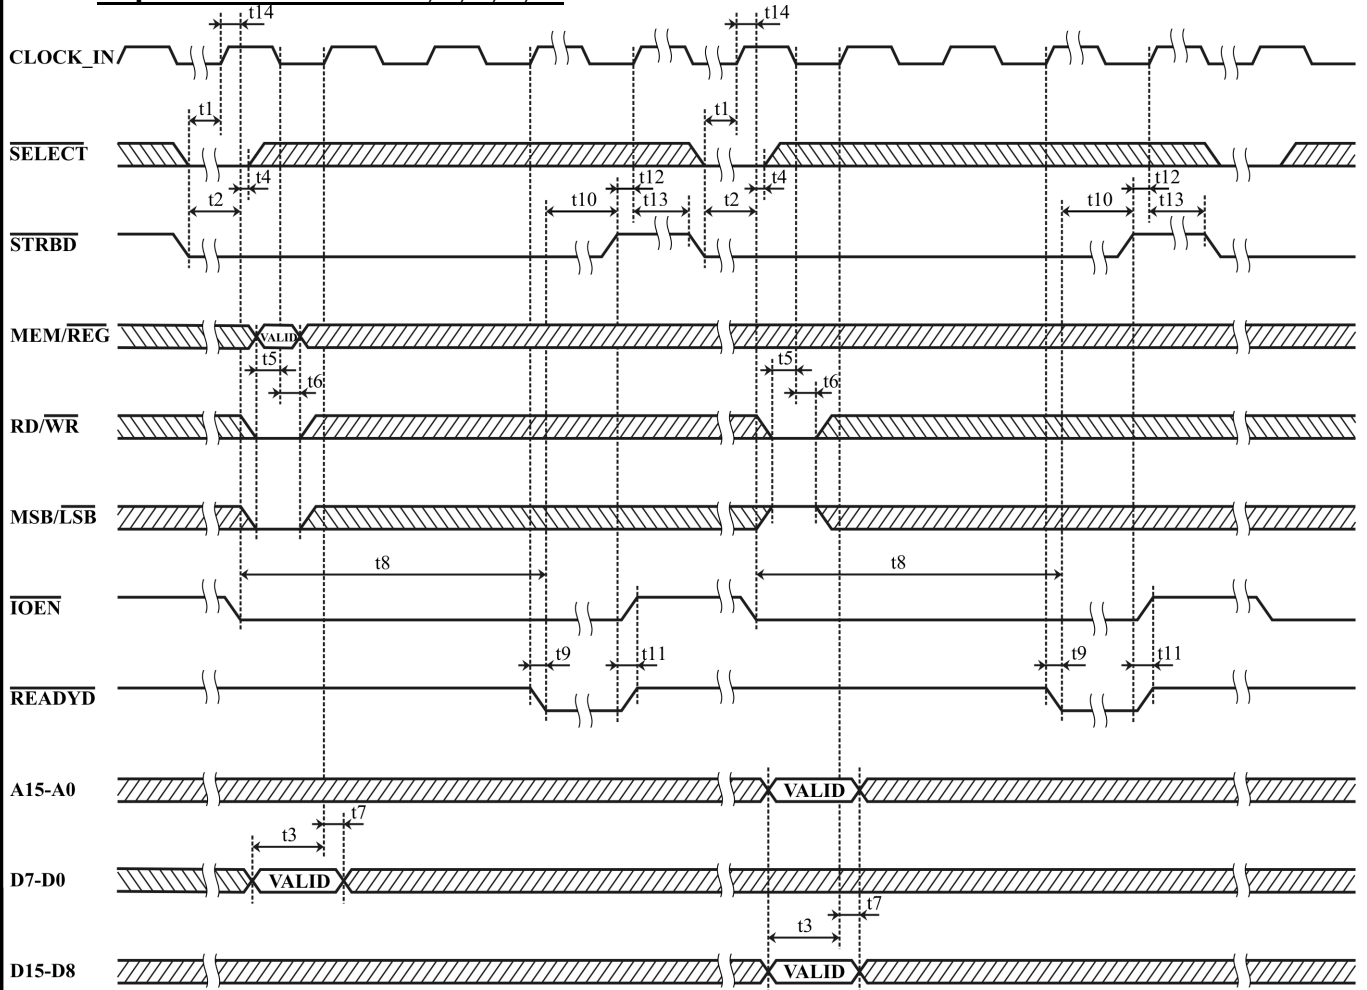 t14 t14
CLOCK_IN
t1 t1
SELECT
t4 t12 t4 t12
t2 t10 t13 t2 t10 t13
STRBD
MEM/REG VALID
t5 t5
t6 t6
RD/WR
MSB/LSB
t8 t8
IOEN
t9 t11 t9 t11
READYD
A15-A0 VALID
t7
t3
D7-D0 VALID
t7
t3
D15-D8 VALID